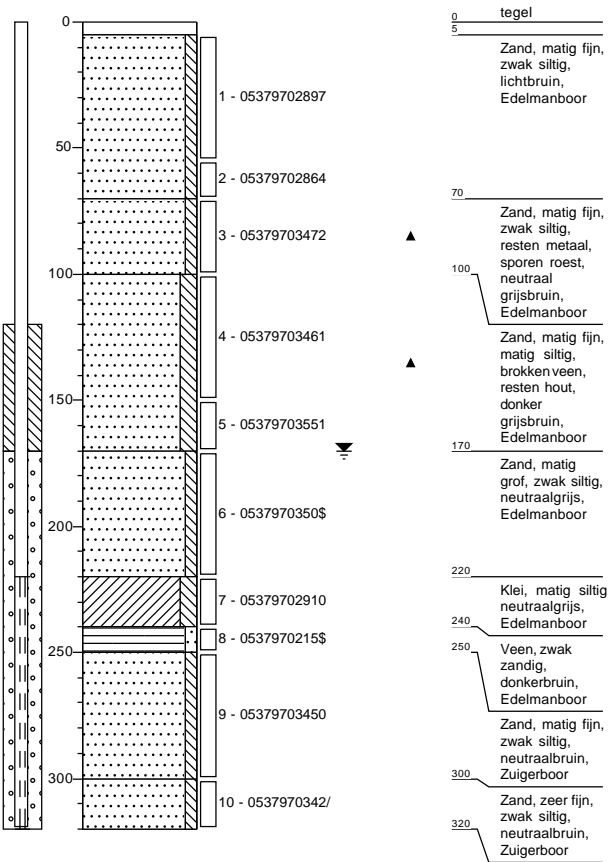 0
50
100
150
200
250
300
1 - 05379702897
2 - 05379702864
3 - 05379703472
4 - 05379703461
5 - 05379703551
6 - 0537970350$
7 - 05379702910
8 - 0537970215$
9 - 05379703450
10 - 0537970342/
0
tegel
5
Zand, matig fijn,
zwak siltig,
lichtbruin,
Edelmanboor
70
Zand, matig fijn,
zwak siltig,
resten metaal,
sporen roest,
neutraal
grijsbruin,
Edelmanboor
100
Zand, matig fijn,
matig siltig,
brokken veen,
resten hout,
donker
grijsbruin,
Edelmanboor
170
Zand, matig
grof, zwak siltig,
neutraalgrijs,
Edelmanboor
220
Klei, matig siltig
neutraalgrijs,
Edelmanboor
240
Veen, zwak
zandig,
donkerbruin,
Edelmanboor
250
Zand, matig fijn,
zwak siltig,
neutraalbruin,
Zuigerboor
300
Zand, zeer fijn,
zwak siltig,
neutraalbruin,
Zuigerboor
320